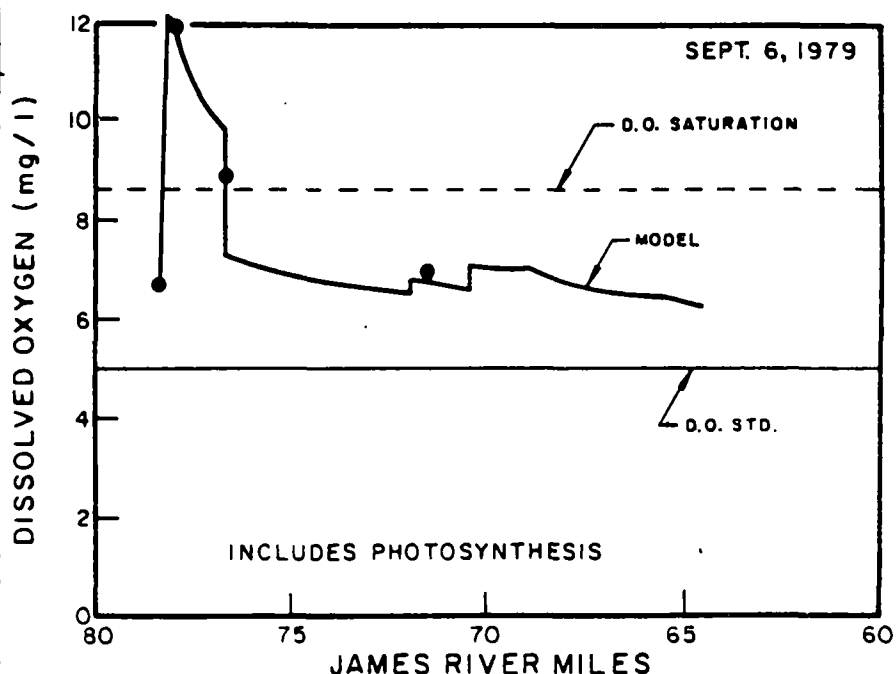 SEPT. 6, 1979
12
10
8
6
4
2
0
DISSOLVED OXYGEN (mg/l)
D.O. SATURATION
MODEL
D.O. STD.
INCLUDES PHOTOSYNTHESIS
80 75 70 65 60
JAMES RIVER MILES